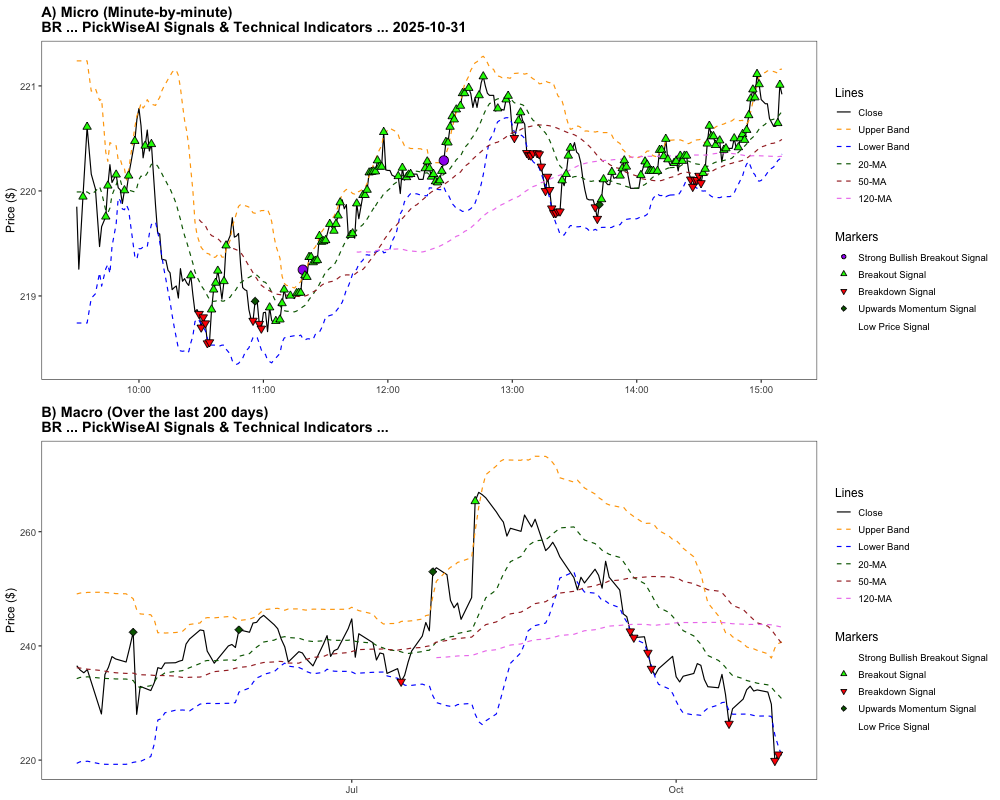 A) Micro (Minute-by-minute)
BR ... PickWiseAI Signals & Technical Indicators ... 2025-10-31
Price ($)
221
220
219
10:00
11:00
12:00
13:00
14:00
15:00
Lines
Close
Upper Band
Lower Band
20-MA
50-MA
120-MA
Markers
Strong Bullish Breakout Signal
Breakout Signal
Breakdown Signal
Upwards Momentum Signal
Low Price Signal
B) Macro (Over the last 200 days)
BR ... PickWiseAI Signals & Technical Indicators ...
Price ($)
260
240
220
Jul
Oct
Lines
Close
Upper Band
Lower Band
20-MA
50-MA
120-MA
Markers
Strong Bullish Breakout Signal
Breakout Signal
Breakdown Signal
Upwards Momentum Signal
Low Price Signal